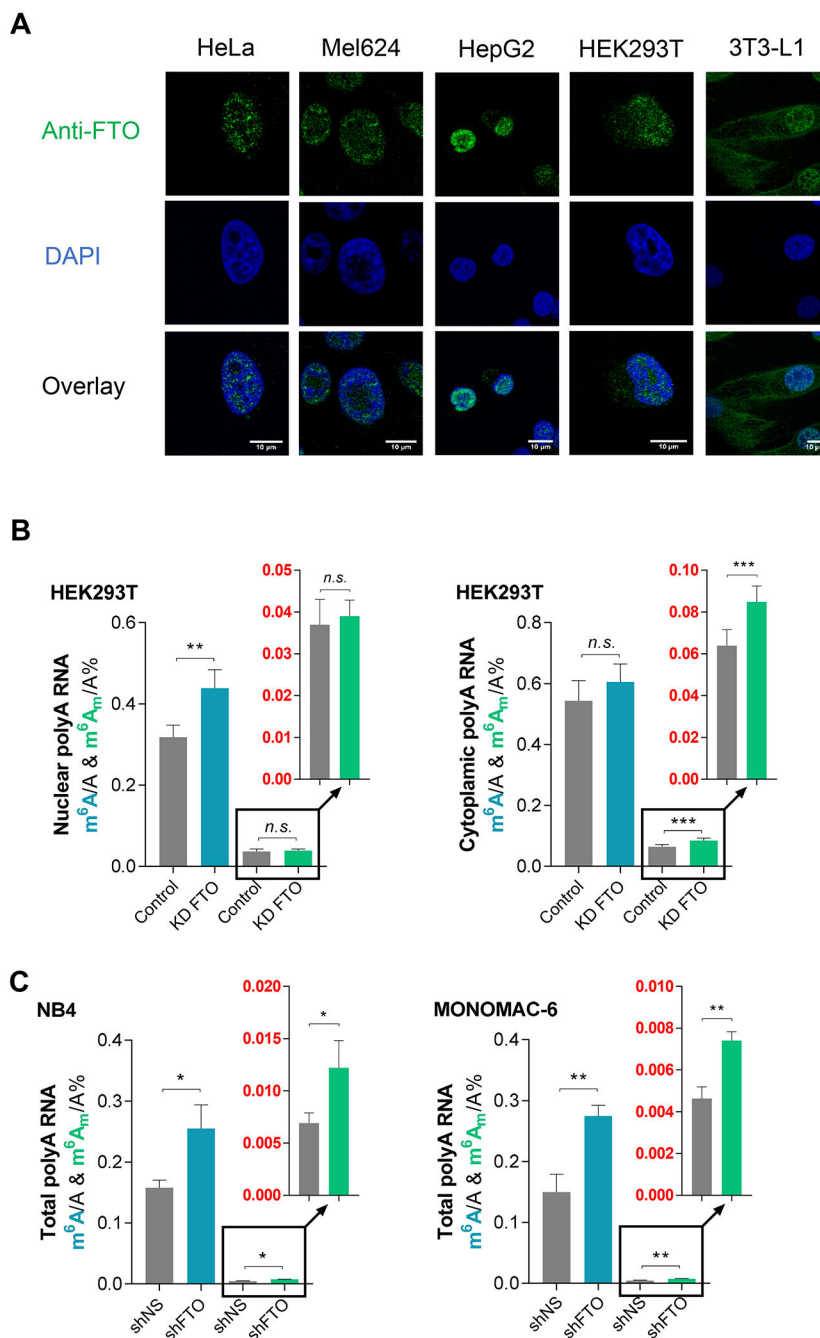 A
HeLa Mel624 HepG2 HEK293T 3T3-L1
Anti-FTO
DAPI
Overlay
10 μm 10 μm 10 μm 10 μm 10 μm
B
HEK293T
Nuclear polyA RNA
m⁶A/A & m⁶Aₘ/A%
0.6
0.4
0.2
0.0
**
n.s.
Control
KD FTO
Control
KD FTO
0.05
0.04
0.03
0.02
0.01
0.00
n.s.
HEK293T
Cytoplamic polyA RNA
m⁶A/A & m⁶Aₘ/A%
0.8
0.6
0.4
0.2
0.0
n.s.
***
Control
KD FTO
Control
KD FTO
0.10
0.08
0.06
0.04
0.02
0.00
***
C
NB4
Total polyA RNA
m⁶A/A & m⁶Aₘ/A%
0.4
0.3
0.2
0.1
0.0
*
*
shNS
shFTO
shNS
shFTO
0.020
0.015
0.010
0.005
0.000
*
MONOMAC-6
Total polyA RNA
m⁶A/A & m⁶Aₘ/A%
0.4
0.3
0.2
0.1
0.0
**
**
shNS
shFTO
shNS
shFTO
0.010
0.008
0.006
0.004
0.002
0.000
**